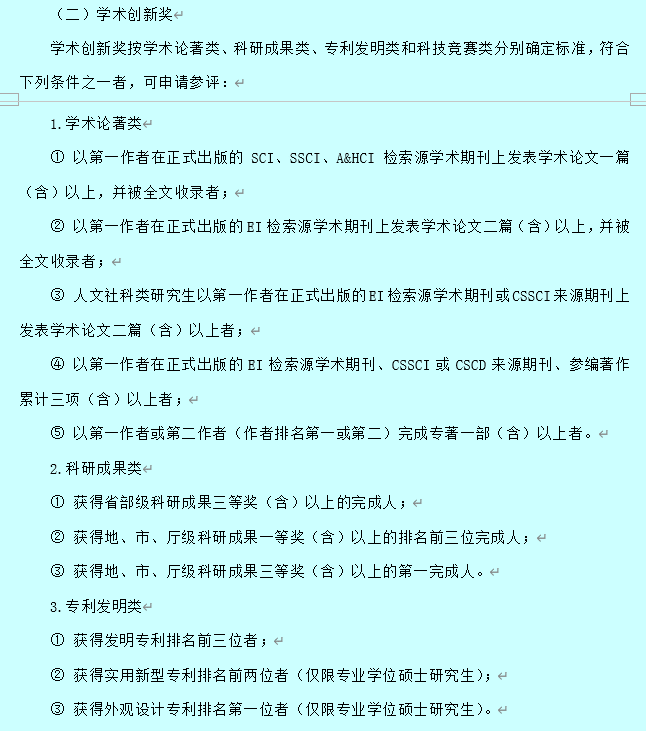 （二）学术创新奖
学术创新奖按学术论著类、科研成果类、专利发明类和科技竞赛类分别确定标准，符合
下列条件之一者，可申请参评：
1.学术论著类
① 以第一作者在正式出版的 SCI、SSCI、A&HCI 检索源学术期刊上发表学术论文一篇
（含）以上，并被全文收录者；
② 以第一作者在正式出版的EI检索源学术期刊上发表学术论文二篇（含）以上，并被
全文收录者；
③ 人文社科类研究生以第一作者在正式出版的EI检索源学术期刊或CSSCI来源期刊上
发表学术论文二篇（含）以上者；
④ 以第一作者在正式出版的EI检索源学术期刊、CSSCI 或 CSCD 来源期刊、参编著作
累计三项（含）以上者；
⑤ 以第一作者或第二作者（作者排名第一或第二）完成专著一部（含）以上者。
2.科研成果类
① 获得省部级科研成果三等奖（含）以上的完成人；
② 获得地、市、厅级科研成果一等奖（含）以上的排名前三位完成人；
③ 获得地、市、厅级科研成果三等奖（含）以上的第一完成人。
3.专利发明类
① 获得发明专利排名前三位者；
② 获得实用新型专利排名前两位者（仅限专业学位硕士研究生）；
③ 获得外观设计专利排名第一位者（仅限专业学位硕士研究生）。